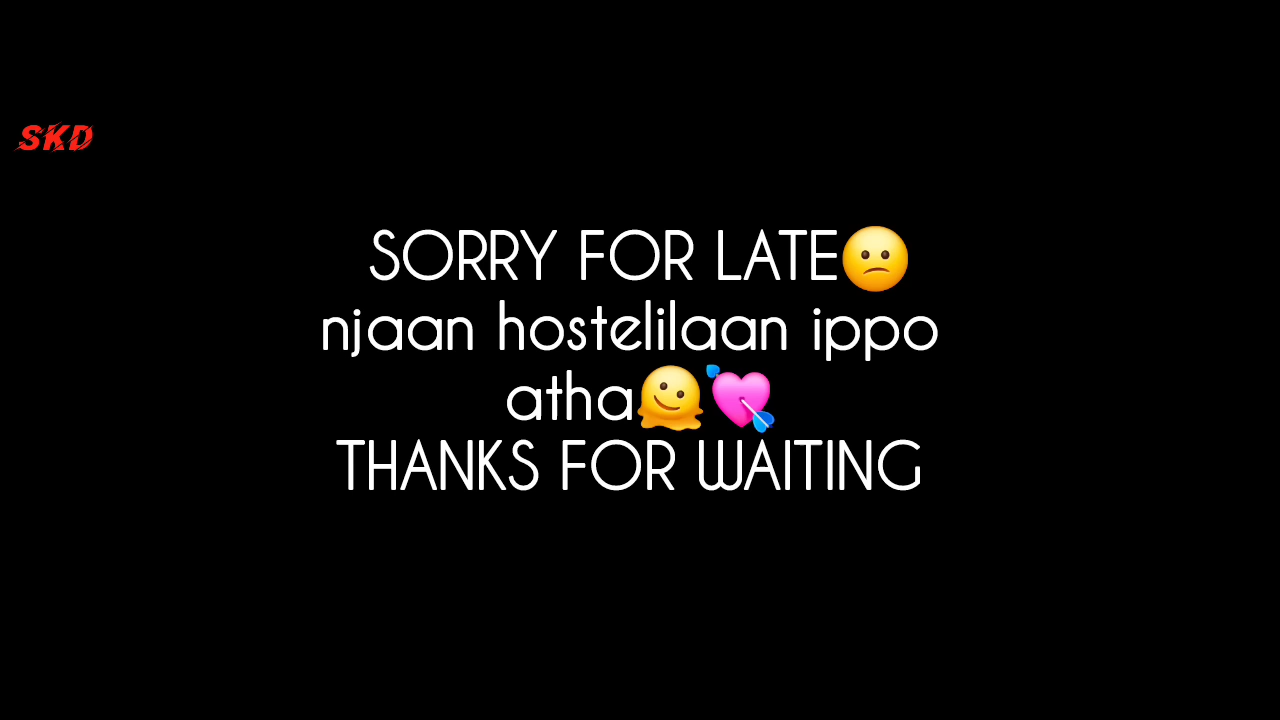 SKD
SORRY FOR LATE😕
njaan hostelilaan ippo
atha🫠💘
THANKS FOR WAITING